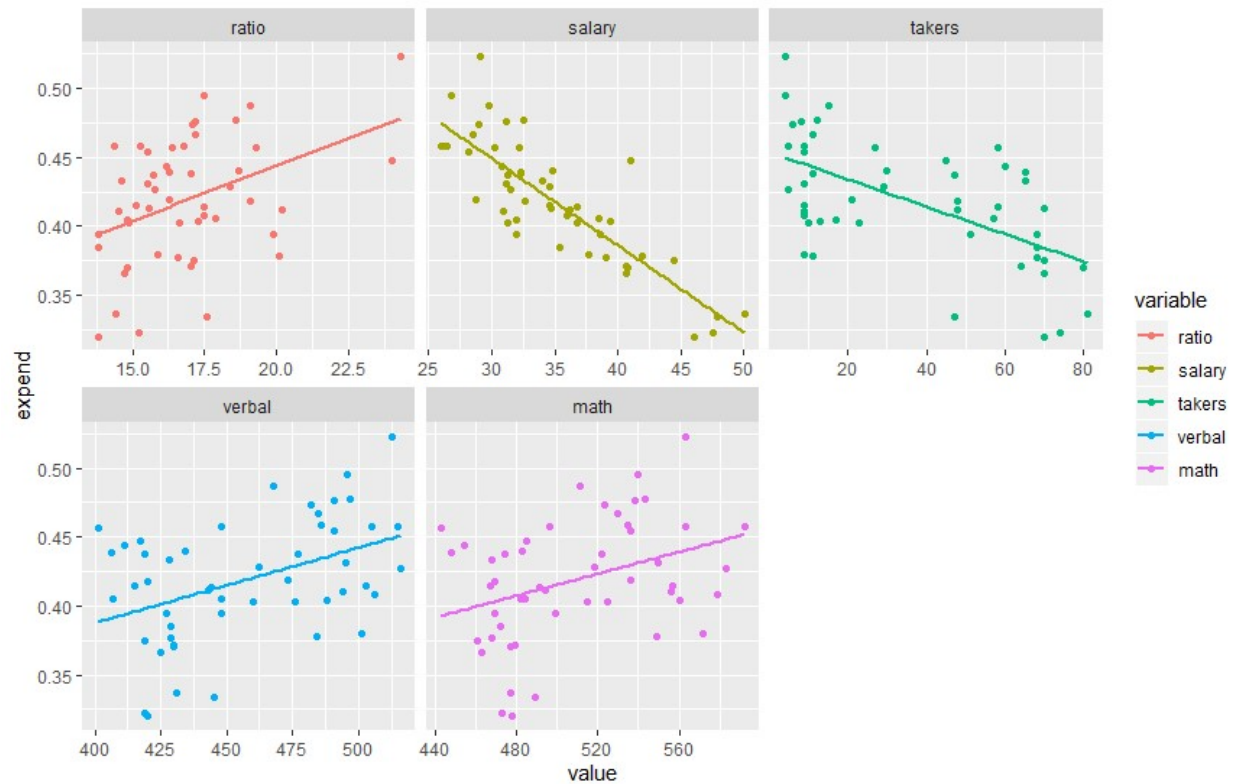 ratio
salary
takers
0.50
0.45
0.40
0.35
15.0 17.5 20.0 22.5
25 30 35 40 45 50
20 40 60 80
expend
verbal
math
0.50
0.45
0.40
0.35
400 425 450 475 500
440 480 520 560
value
variable
ratio
salary
takers
verbal
math